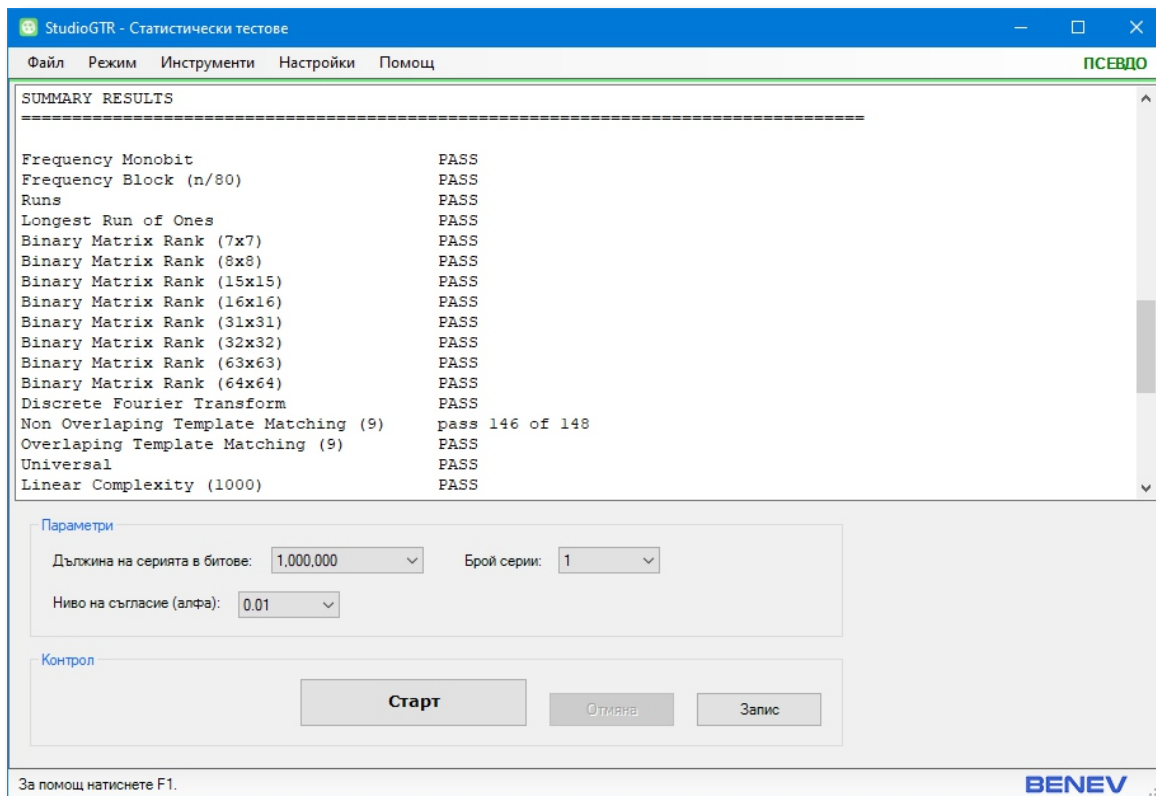 StudioGTR - Статистически тестове
Файл Режим Инструменти Настройки Помощ ПСЕВДО
SUMMARY RESULTS
===================================================================================
Frequency Monobit PASS
Frequency Block (n/80) PASS
Runs PASS
Longest Run of Ones PASS
Binary Matrix Rank (7x7) PASS
Binary Matrix Rank (8x8) PASS
Binary Matrix Rank (15x15) PASS
Binary Matrix Rank (16x16) PASS
Binary Matrix Rank (31x31) PASS
Binary Matrix Rank (32x32) PASS
Binary Matrix Rank (63x63) PASS
Binary Matrix Rank (64x64) PASS
Discrete Fourier Transform PASS
Non Overlaping Template Matching (9) pass 146 of 148
Overlaping Template Matching (9) PASS
Universal PASS
Linear Complexity (1000) PASS
Параметри
Дължина на серията в битове: 1,000,000 Брой серии: 1
Ниво на съгласие (алфа): 0.01
Контрол
Старт Отмяна Запис
За помощ натиснете F1. BENEV